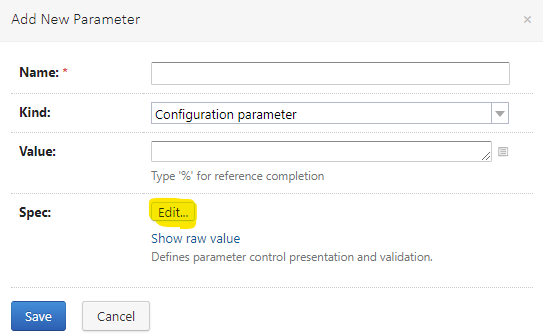 Add New Parameter ×
Name: *
Kind: Configuration parameter
Value:
Type '%' for reference completion
Spec: Edit...
Show raw value
Defines parameter control presentation and validation.
Save Cancel